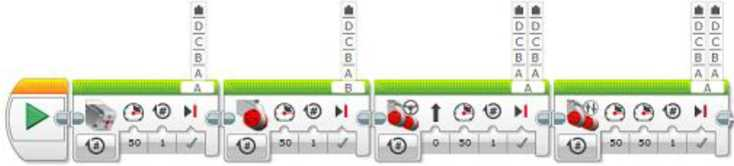 D D D D D D
C C C C C C
B B B B B B
A A A A A A
A B A A
# # # #
50 1 50 1 0 50 1 50 50 1
# # # #